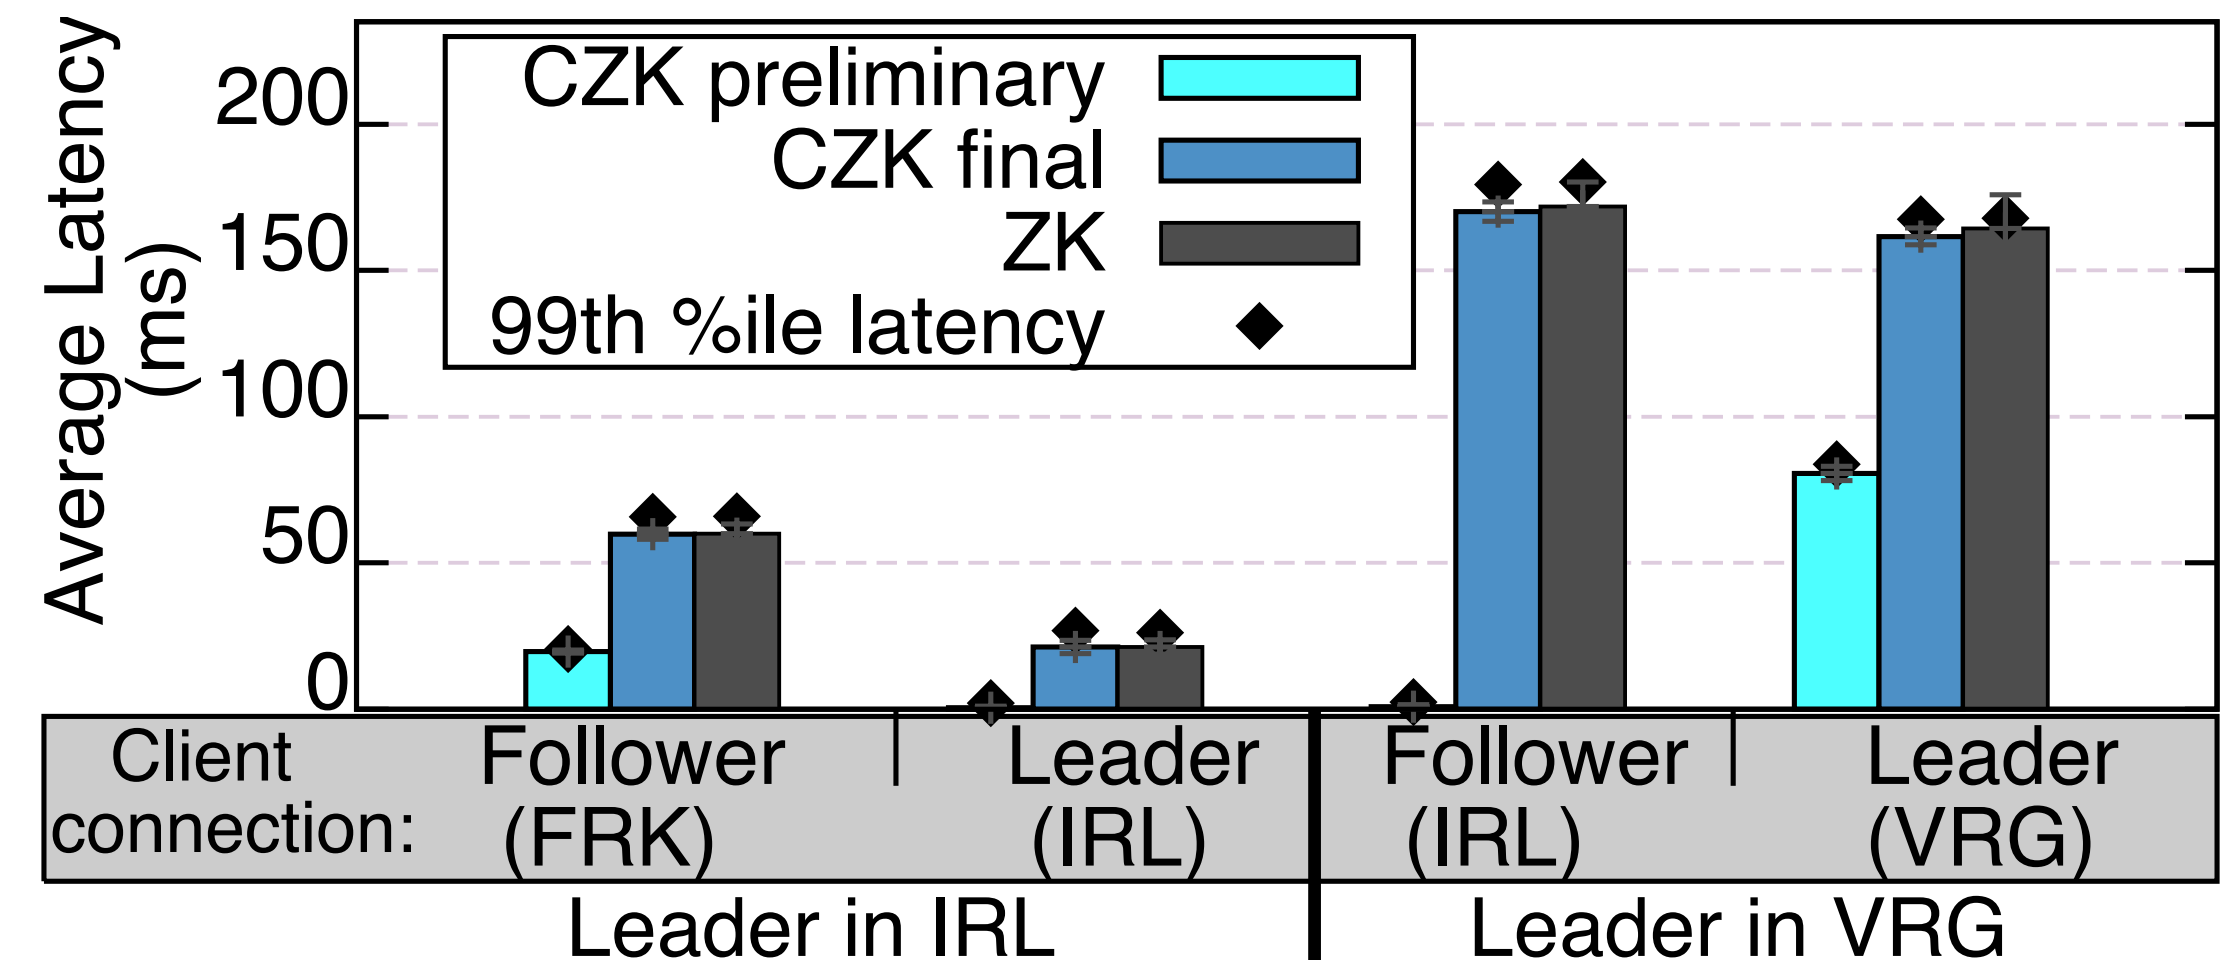 Average Latency
(ms)
200
150
100
50
0
CZK preliminary
CZK final
ZK
99th %ile latency
Client connection:
Follower (FRK)
Leader (IRL)
Follower (IRL)
Leader (VRG)
Leader in IRL
Leader in VRG